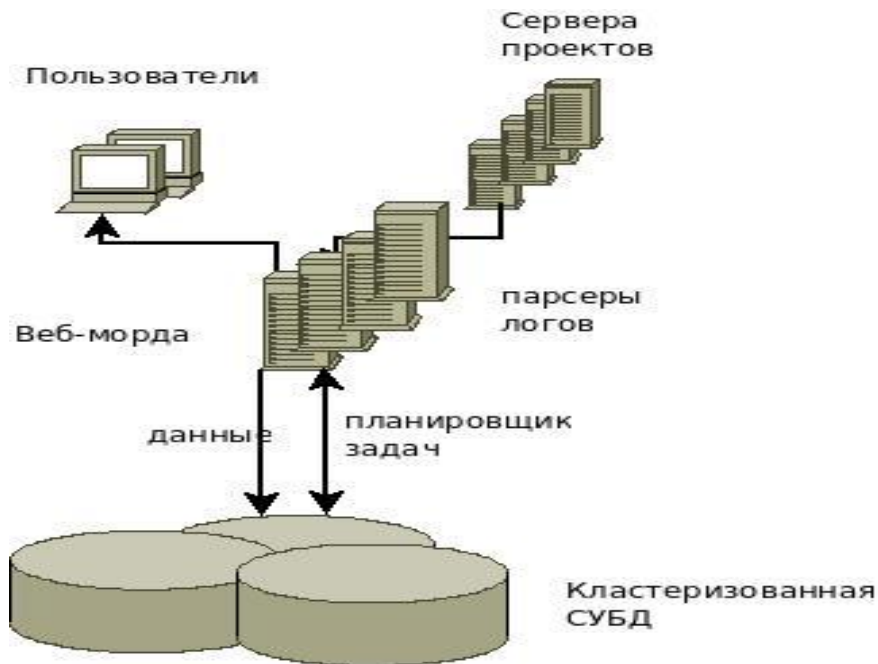 Сервера
проектов
Пользователи
парсеры
логов
Веб-морда
данные
планировщик
задач
Кластеризованная
СУБД